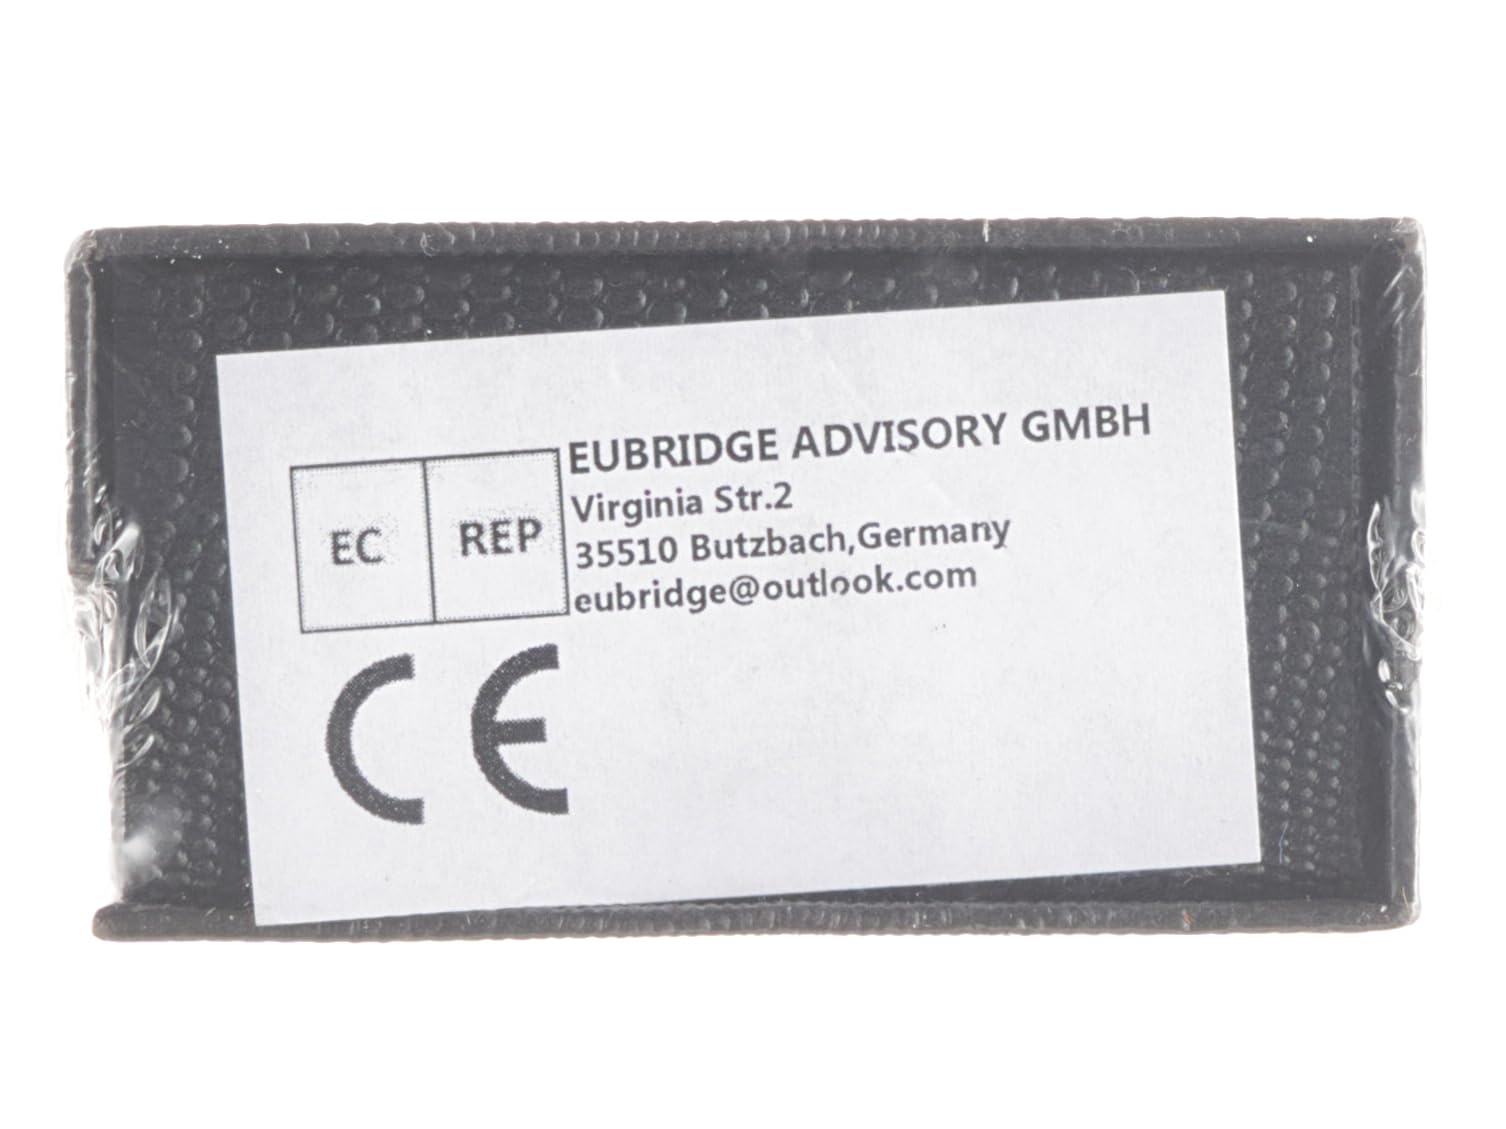 EUBRIDGE ADVISORY GMBH
Virginia Str.2
35510 Butzbach,Germany
eubridge@outlook.com
EC REP
CE